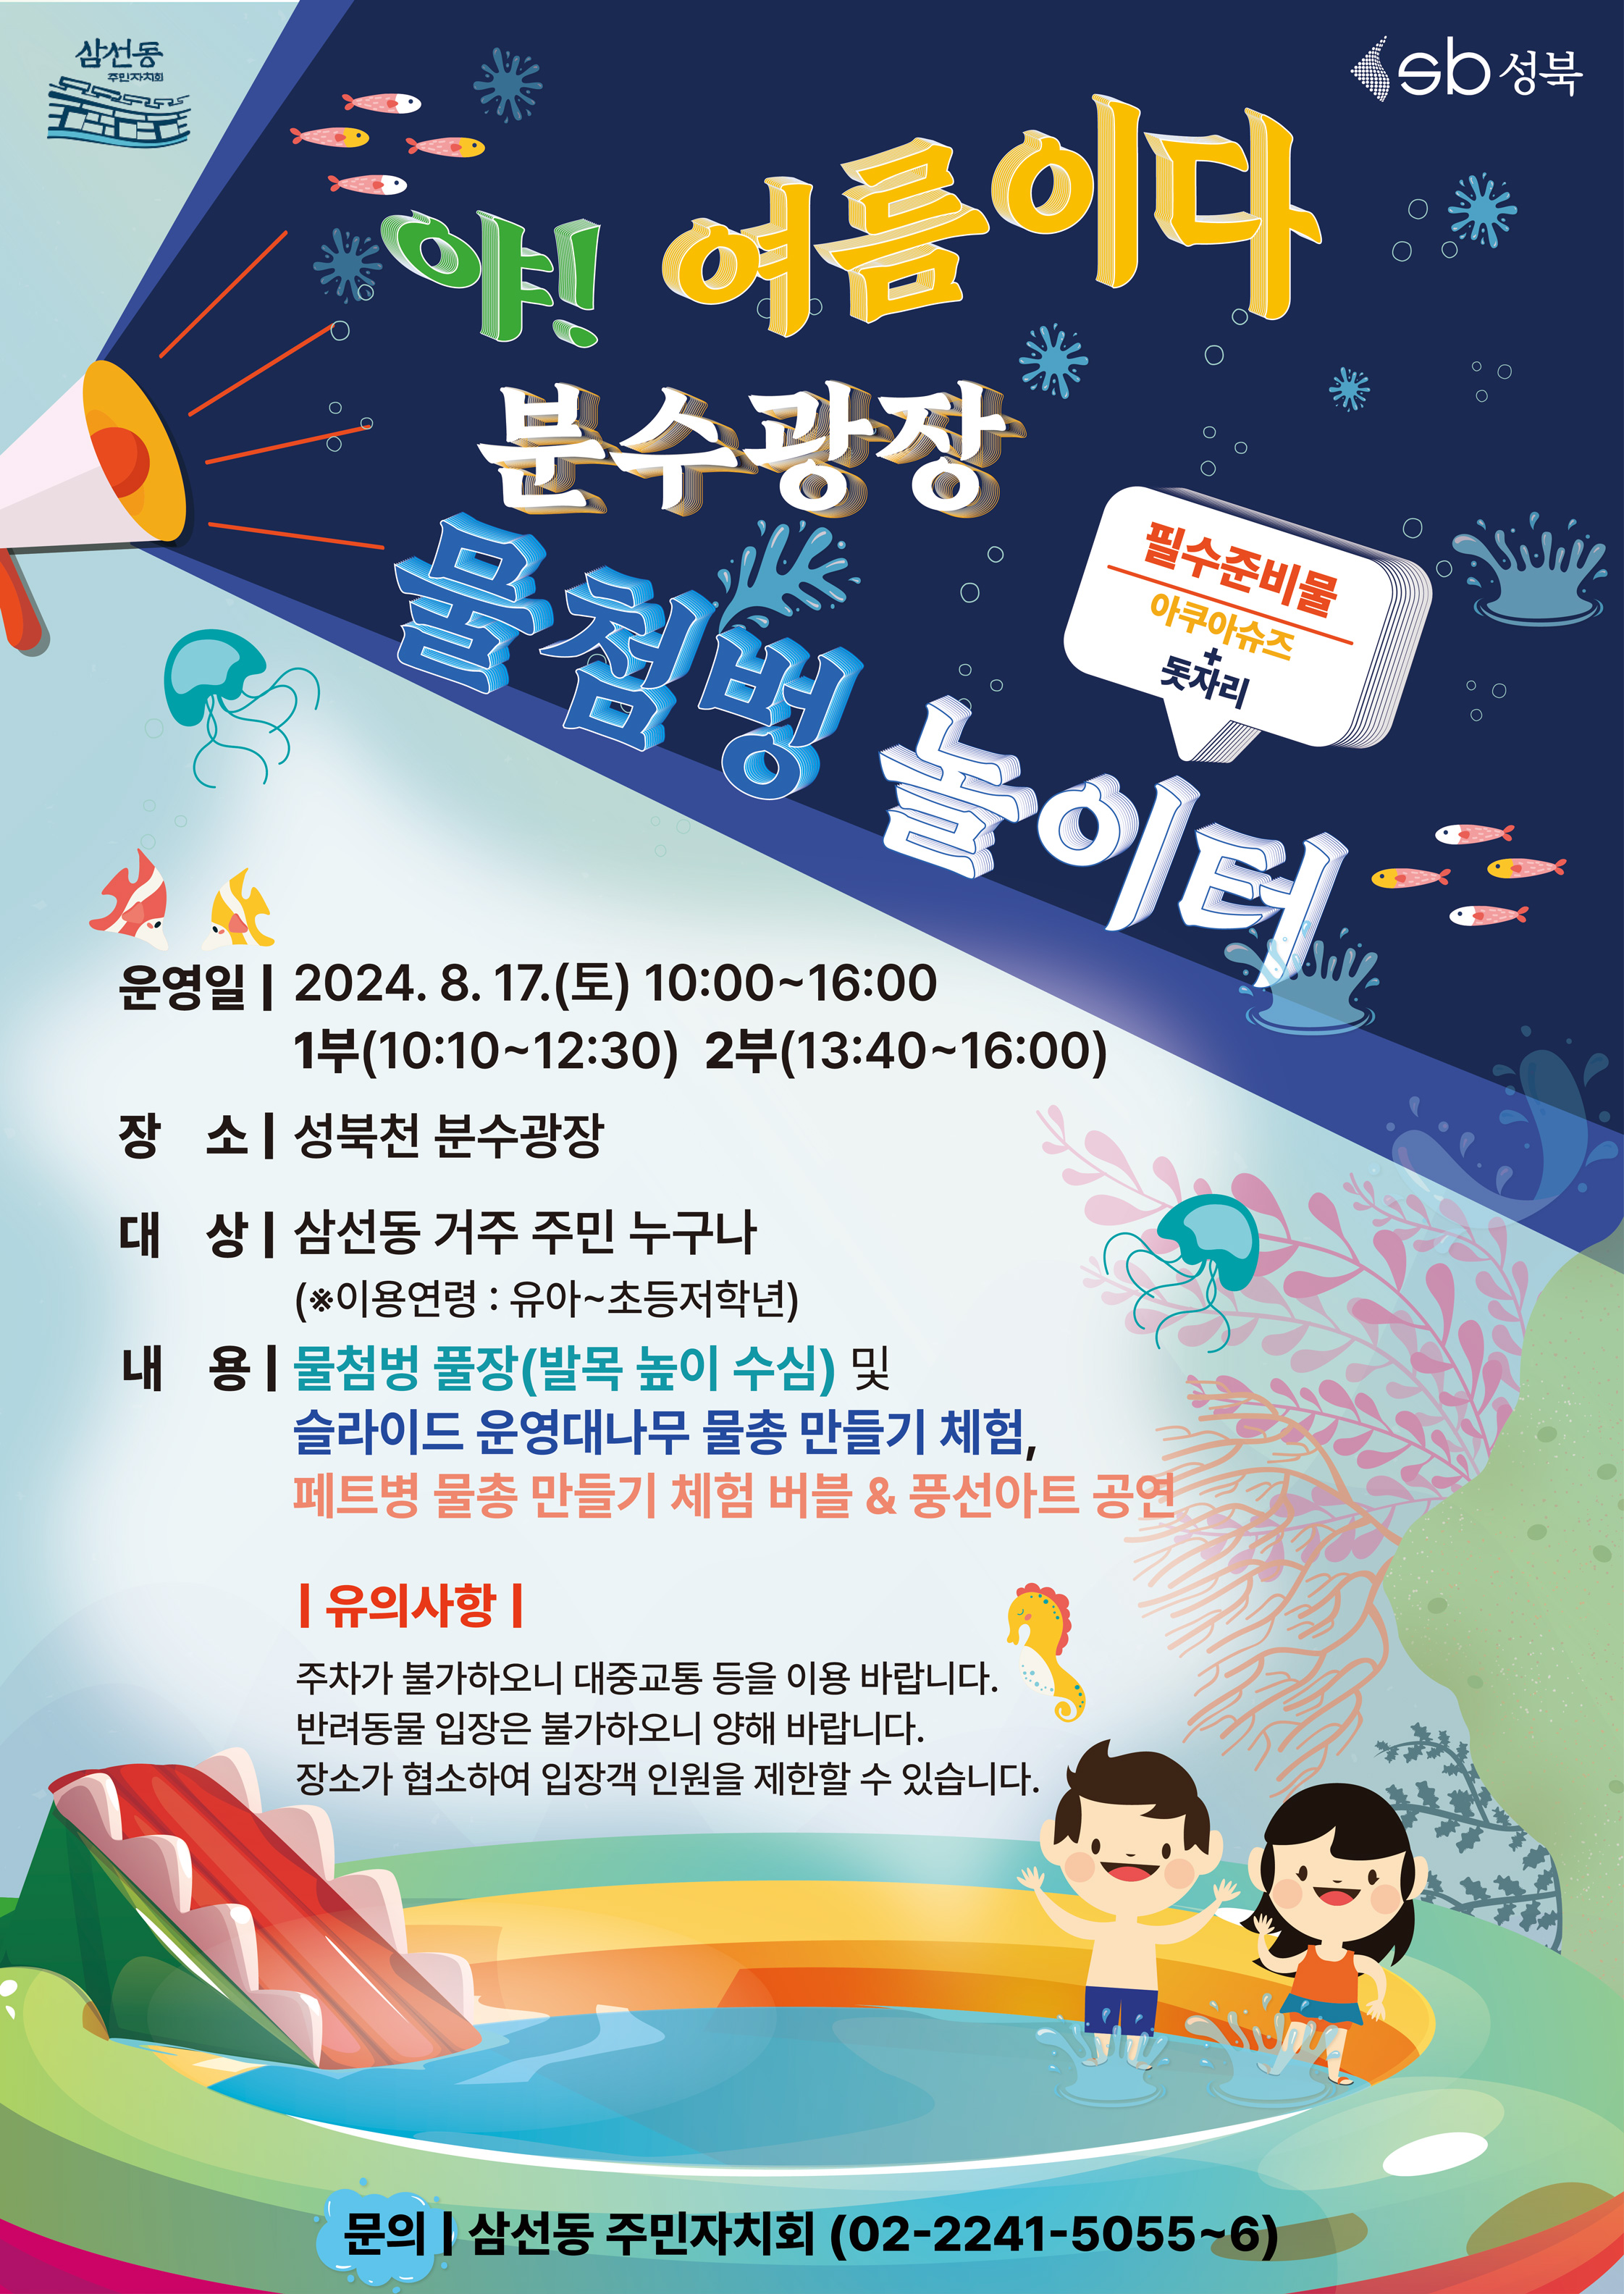 삼선동
주민자치회
sb 성북
야! 여름이다
분수광장
물첨벙 놀이터
필수준비물
아쿠아슈즈
+
돗자리
운영일 | 2024. 8. 17.(토) 10:00~16:00
1부(10:10~12:30) 2부(13:40~16:00)
장 소 | 성북천 분수광장
대 상 | 삼선동 거주 주민 누구나
(※이용연령 : 유아~초등저학년)
내 용 | 물첨벙 풀장(발목 높이 수심) 및
슬라이드 운영대나무 물총 만들기 체험,
페트병 물총 만들기 체험 버블 & 풍선아트 공연
| 유의사항 |
주차가 불가하오니 대중교통 등을 이용 바랍니다.
반려동물 입장은 불가하오니 양해 바랍니다.
장소가 협소하여 입장객 인원을 제한할 수 있습니다.
문의 | 삼선동 주민자치회 (02-2241-5055~6)